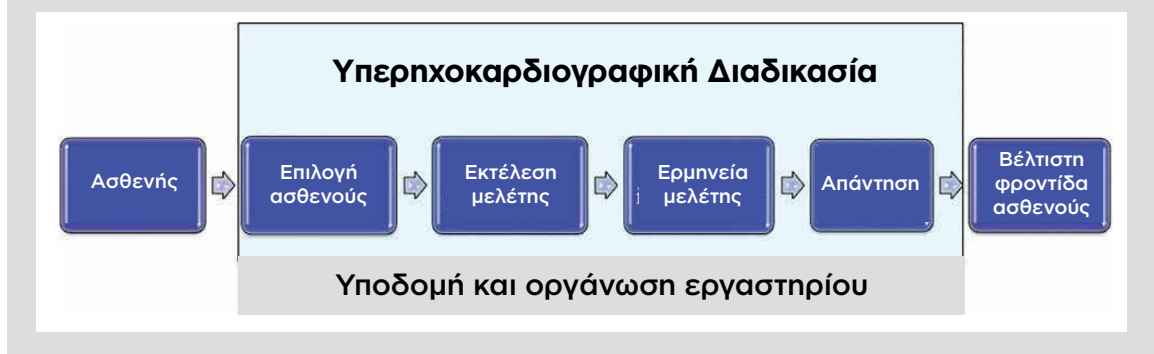 Υπερηχοκαρδιογραφική Διαδικασία
Ασθενής
Επιλογή
ασθενούς
Εκτέλεση
μελέτης
Ερμηνεία
μελέτης
Απάντηση
Βέλτιστη
φροντίδα
ασθενούς
Υποδομή και οργάνωση εργαστηρίου